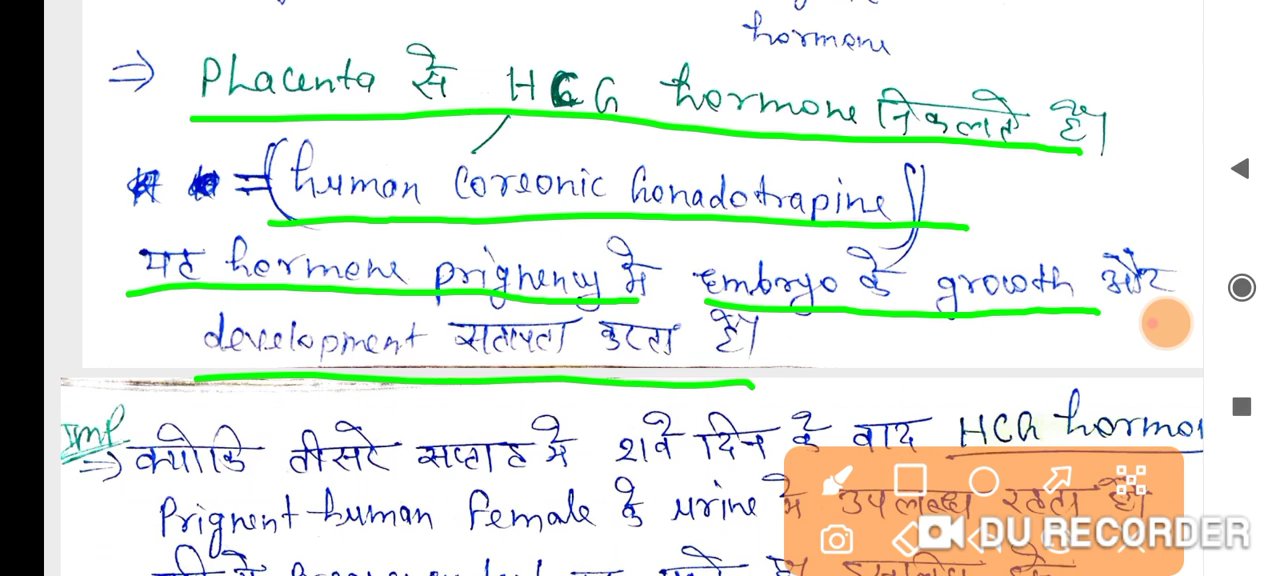 hormone
⇒ Placenta से HCG hormone निकलते है।
= (human Coreonic Gonadotrapine)
यह hormone prignency में embryo के growth और
development सहायता करता है।
Imp
⇒ क्योकि तीसरे सप्ताह मे 21वे दिन के बाद HCG hormon
Prignent human female के urine मे उपलब्ध रहता है।
DU RECORDER